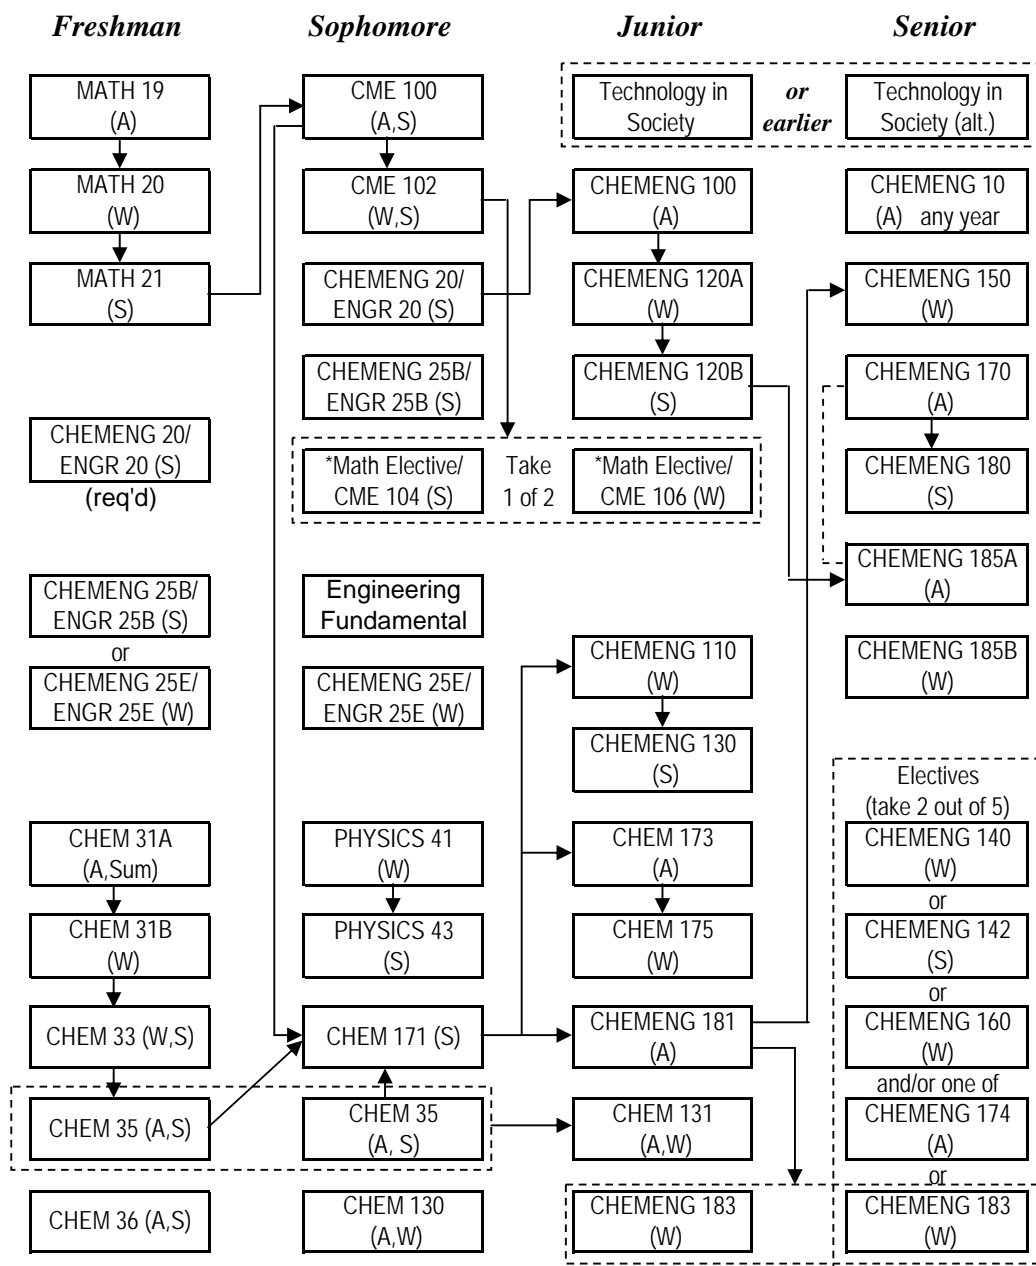 Freshman
Sophomore
Junior
Senior
MATH 19
(A)
MATH 20
(W)
MATH 21
(S)
CHEMENG 20/
ENGR 20 (S)
(req'd)
CHEMENG 25B/
ENGR 25B (S)
or
CHEMENG 25E/
ENGR 25E (W)
CHEM 31A
(A,Sum)
CHEM 31B
(W)
CHEM 33 (W,S)
CHEM 35 (A,S)
CHEM 36 (A,S)
CME 100
(A,S)
CME 102
(W,S)
CHEMENG 20/
ENGR 20 (S)
CHEMENG 25B/
ENGR 25B (S)
*Math Elective/
CME 104 (S)
Take
1 of 2
*Math Elective/
CME 106 (W)
Engineering
Fundamental
CHEMENG 25E/
ENGR 25E (W)
PHYSICS 41
(W)
PHYSICS 43
(S)
CHEM 171 (S)
CHEM 35
(A, S)
CHEM 130
(A,W)
Technology in
Society
or
earlier
Technology in
Society (alt.)
CHEMENG 100
(A)
CHEMENG 120A
(W)
CHEMENG 120B
(S)
CHEMENG 110
(W)
CHEMENG 130
(S)
CHEM 173
(A)
CHEM 175
(W)
CHEMENG 181
(A)
CHEM 131
(A,W)
CHEMENG 183
(W)
CHEMENG 10
(A) any year
CHEMENG 150
(W)
CHEMENG 170
(A)
CHEMENG 180
(S)
CHEMENG 185A
(A)
CHEMENG 185B
(W)
Electives
(take 2 out of 5)
CHEMENG 140
(W)
or
CHEMENG 142
(S)
or
CHEMENG 160
(W)
and/or one of
CHEMENG 174
(A)
or
CHEMENG 183
(W)